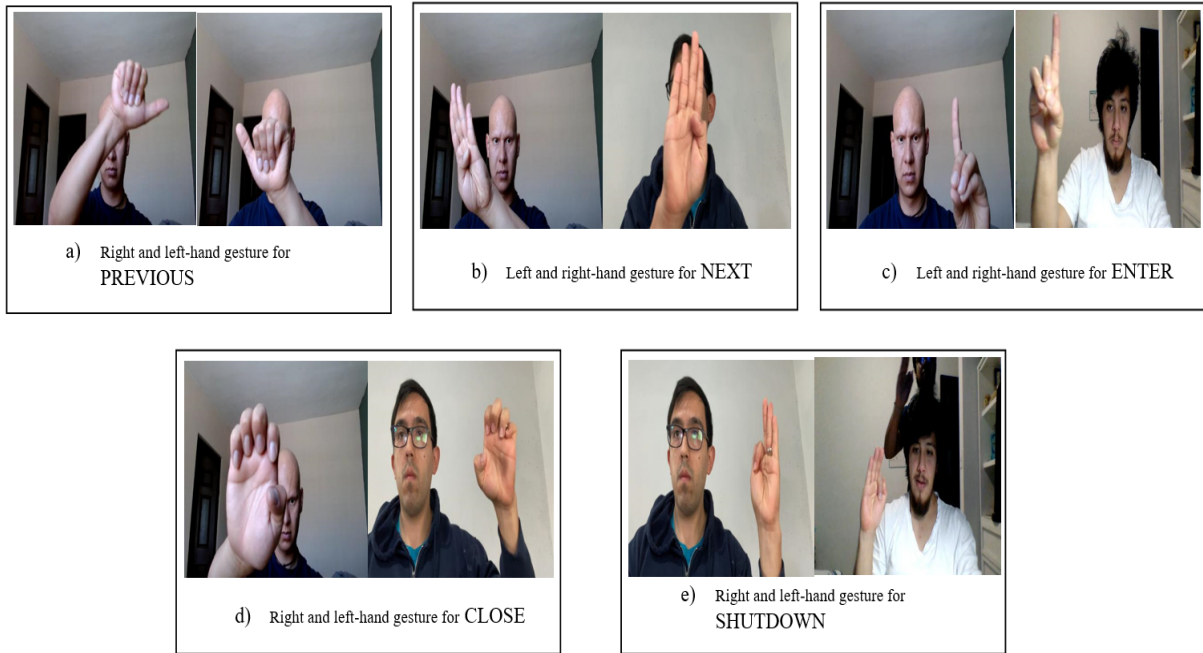 a) Right and left-hand gesture for
PREVIOUS
b) Left and right-hand gesture for NEXT
c) Left and right-hand gesture for ENTER
d) Right and left-hand gesture for CLOSE
e) Right and left-hand gesture for
SHUTDOWN